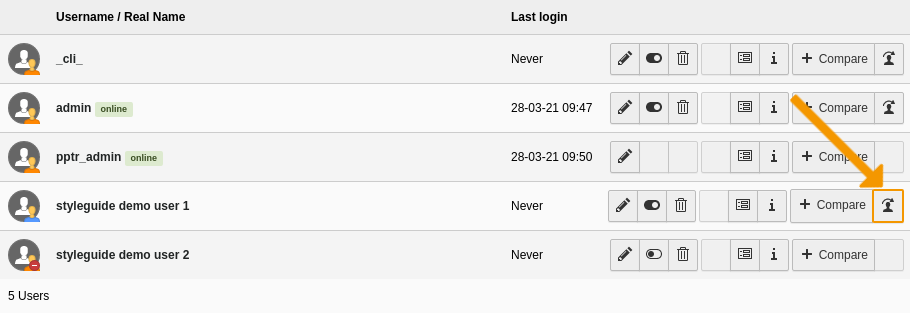 Username / Real Name Last login
_cli_ Never Compare
admin online 28-03-21 09:47 Compare
pptr_admin online 28-03-21 09:50 Compare
styleguide demo user 1 Never Compare
styleguide demo user 2 Never Compare
5 Users